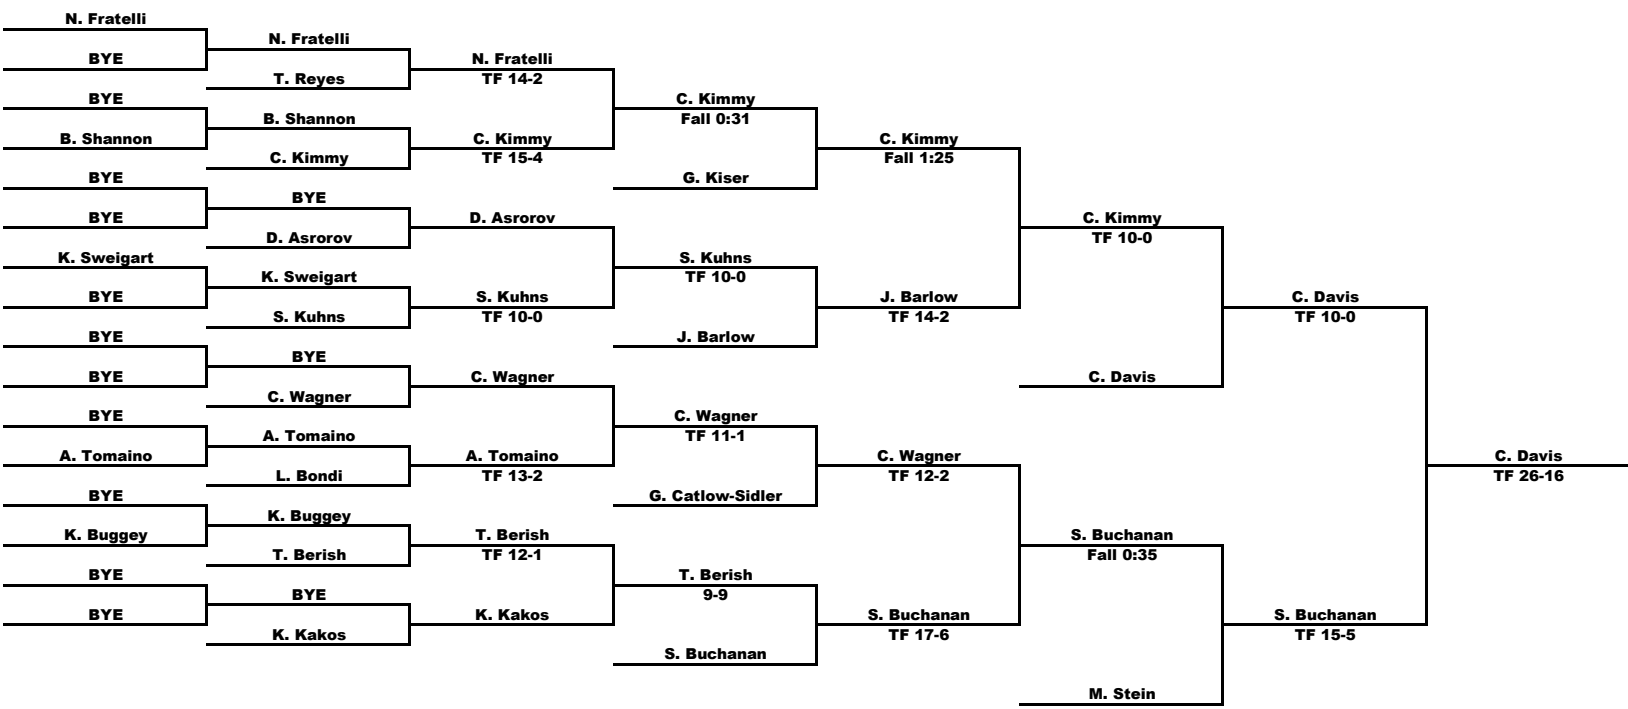 N. Fratelli
BYE
BYE
B. Shannon
BYE
BYE
K. Sweigart
BYE
BYE
BYE
BYE
A. Tomaino
BYE
K. Buggey
BYE
BYE
N. Fratelli
T. Reyes
B. Shannon
C. Kimmy
BYE
D. Asrorov
K. Sweigart
S. Kuhns
BYE
C. Wagner
A. Tomaino
L. Bondi
K. Buggey
T. Berish
BYE
K. Kakos
N. Fratelli
TF 14-2
C. Kimmy
TF 15-4
D. Asrorov
S. Kuhns
TF 10-0
C. Wagner
A. Tomaino
TF 13-2
T. Berish
TF 12-1
K. Kakos
C. Kimmy
Fall 0:31
G. Kiser
S. Kuhns
TF 10-0
J. Barlow
C. Wagner
TF 11-1
G. Catlow-Sidler
T. Berish
9-9
S. Buchanan
C. Kimmy
Fall 1:25
J. Barlow
TF 14-2
C. Wagner
TF 12-2
S. Buchanan
TF 17-6
C. Kimmy
TF 10-0
C. Davis
S. Buchanan
Fall 0:35
M. Stein
C. Davis
TF 10-0
S. Buchanan
TF 15-5
C. Davis
TF 26-16